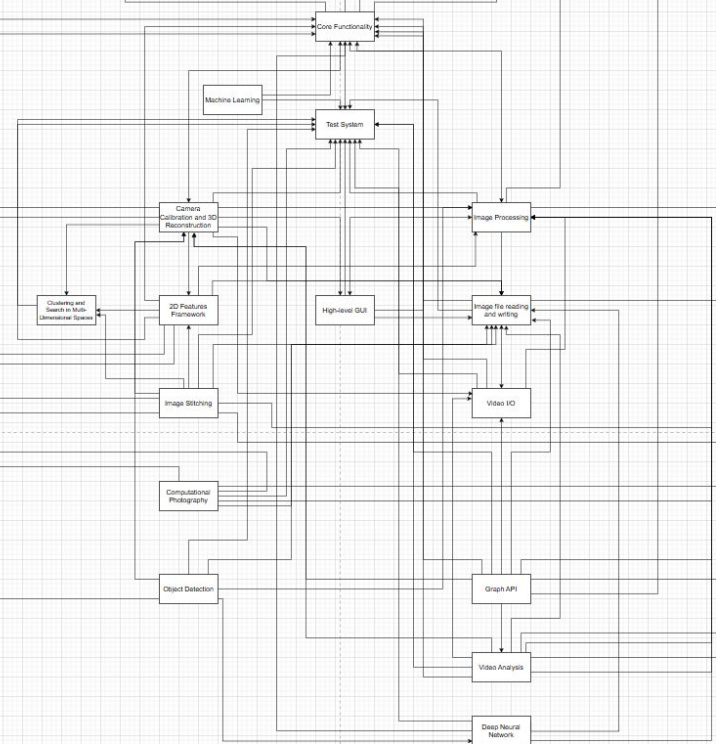 Core Functionality
Machine Learning
Test System
Camera
Calibration and 3D
Reconstruction
Image Processing
Clustering and
Search in Multi-
Dimensional Spaces
2D Features
Framework
High-level GUI
Image file reading
and writing
Image Stitching
Video I/O
Computational
Photography
Object Detection
Graph API
Video Analysis
Deep Neural
Network